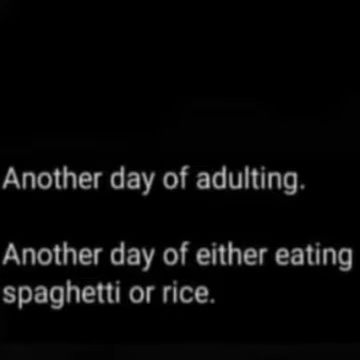 Another day of adulting.
Another day of either eating
spaghetti or rice.